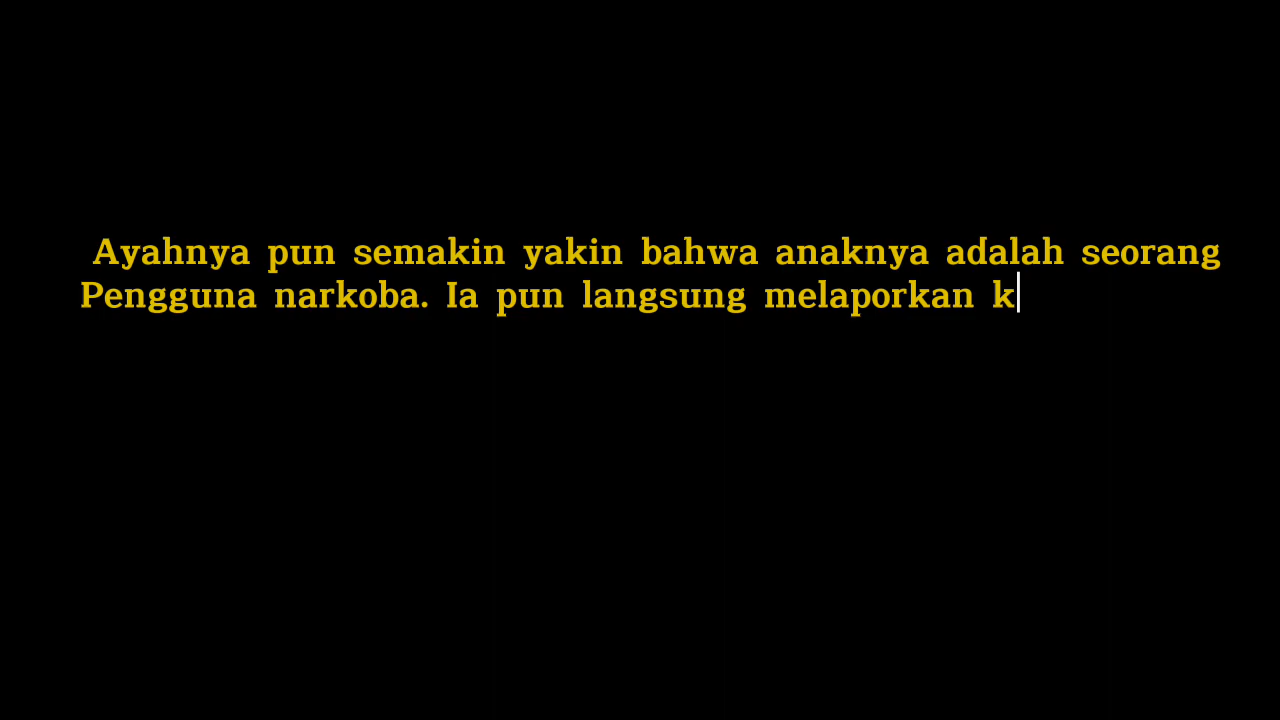 Ayahnya pun semakin yakin bahwa anaknya adalah seorang
Pengguna narkoba. Ia pun langsung melaporkan k